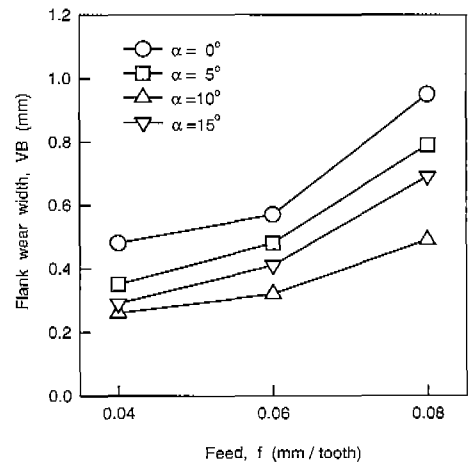 1.2
1.0
0.8
0.6
0.4
0.2
0.0
Flank wear width, VB (mm)
α = 0°
α = 5°
α =10°
α =15°
0.04 0.06 0.08
Feed, f (mm / tooth)